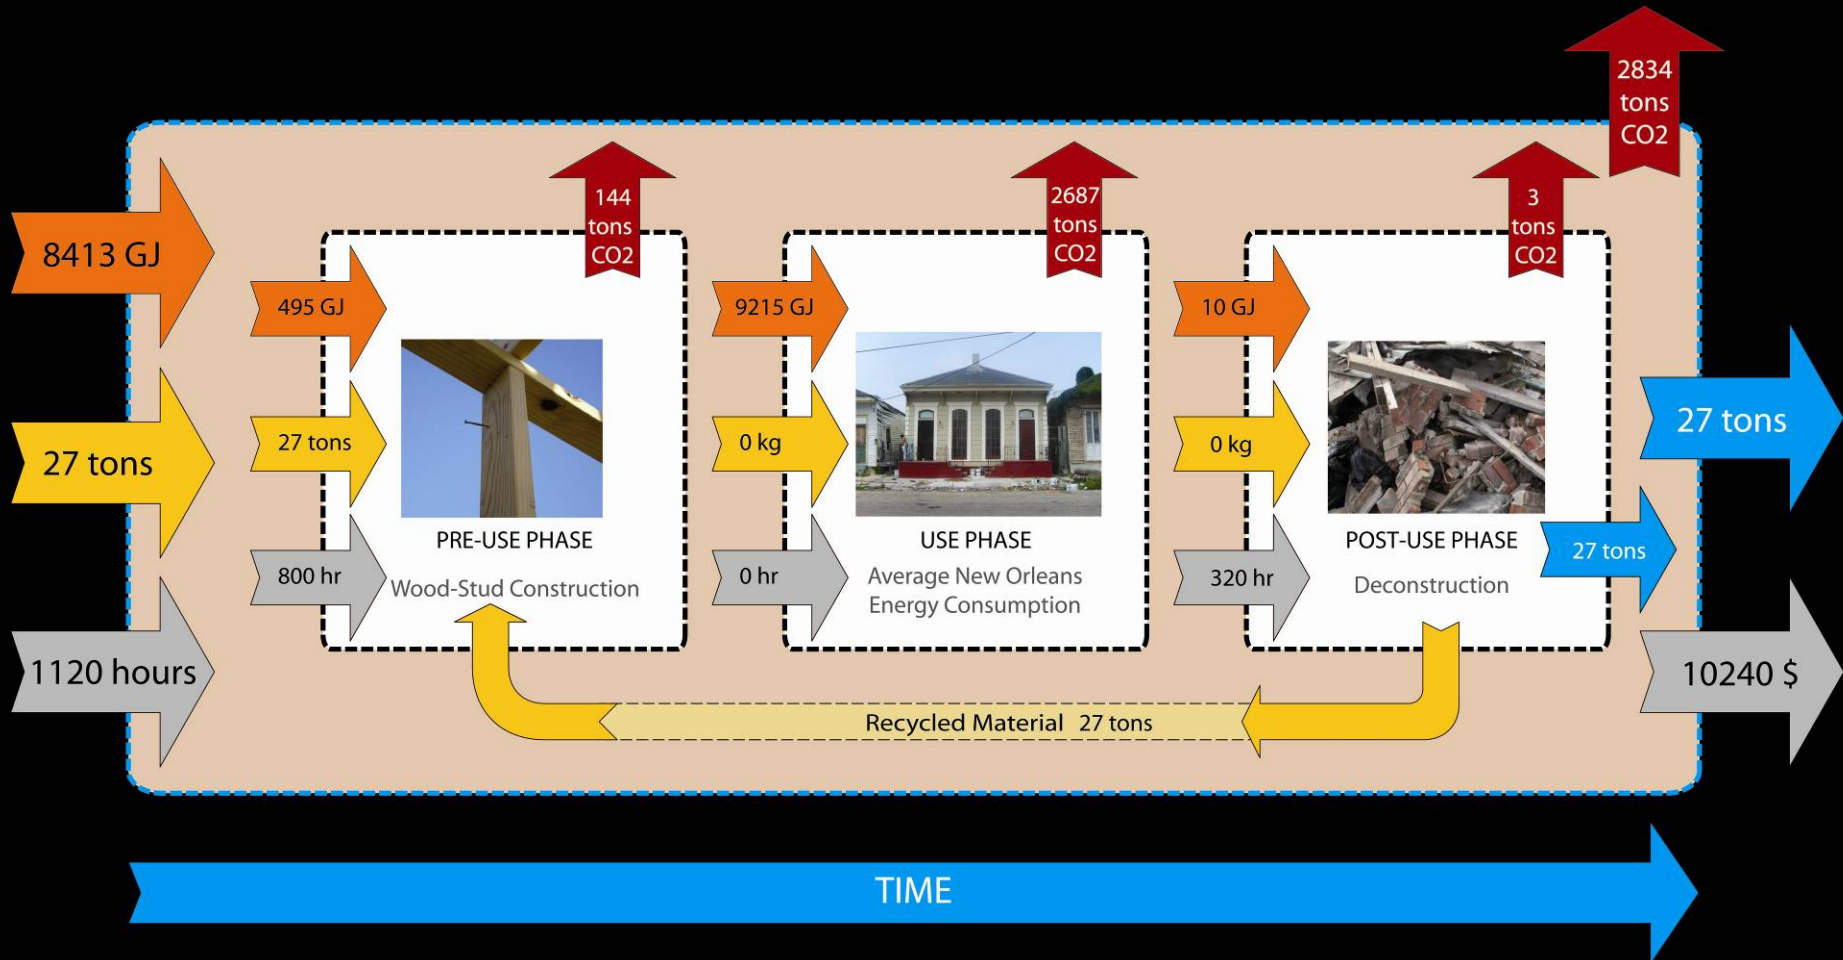 2834
tons
CO2
144
tons
CO2
2687
tons
CO2
3
tons
CO2
8413 GJ
27 tons
1120 hours
495 GJ
27 tons
800 hr
PRE-USE PHASE
Wood-Stud Construction
9215 GJ
0 kg
0 hr
USE PHASE
Average New Orleans
Energy Consumption
10 GJ
0 kg
320 hr
POST-USE PHASE
Deconstruction
27 tons
27 tons
10240 $
Recycled Material 27 tons
TIME